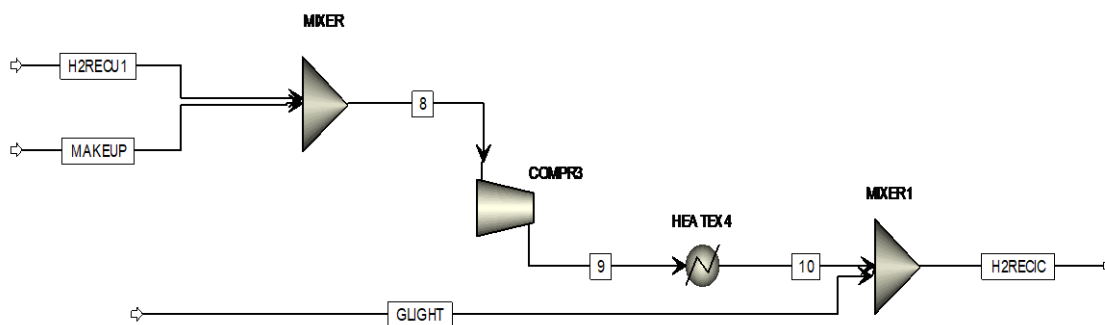 MIXER
H2RECU1
8
MAKEUP
COMPR3
MIXER1
HEATEX4
9
10
H2RECIC
GLIGHT